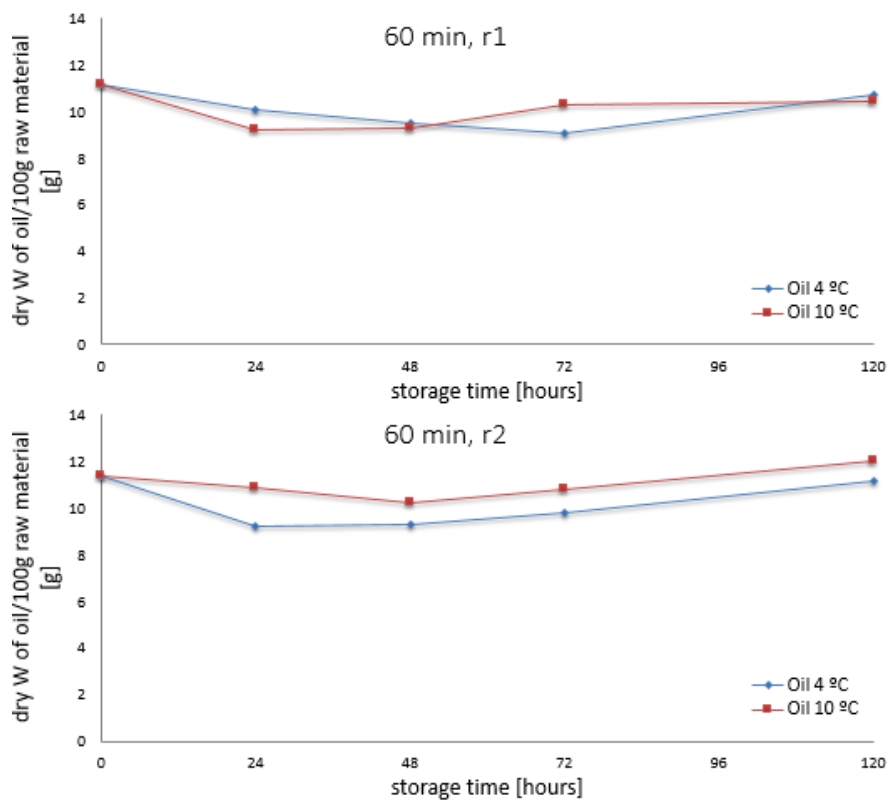 60 min, r1
dry W of oil/100g raw material
[g]
14
12
10
8
6
4
2
0
Oil 4 ºC
Oil 10 ºC
0 24 48 72 96 120
storage time [hours]
60 min, r2
dry W of oil/100g raw material
[g]
14
12
10
8
6
4
2
0
Oil 4 ºC
Oil 10 ºC
0 24 48 72 96 120
storage time [hours]